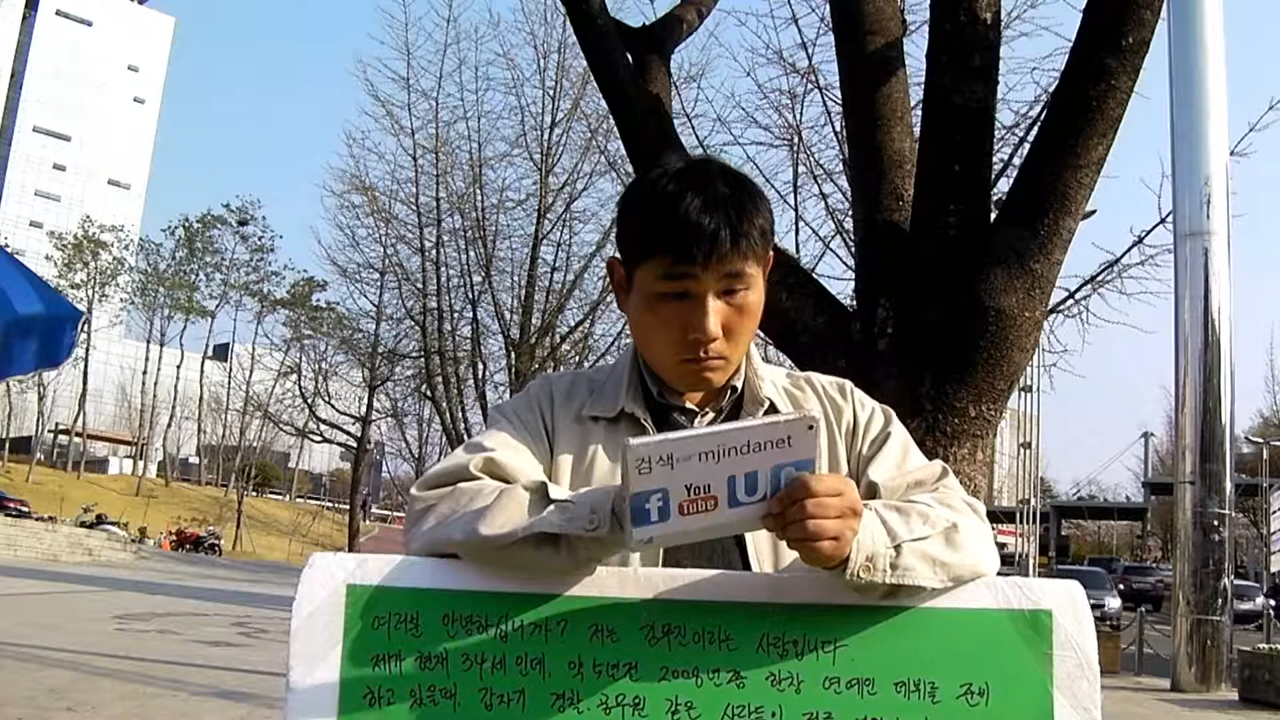 검색 mjindanet
f You Tube U
여러분 안녕하십니까? 저는 김무진이라는 사람입니다.
제가 현재 34세 인데, 약 5년전 2008년쯤 한창 연예인 데뷔를 준비
하고 있을때, 갑자기 경찰.공무원 같은 사람들이